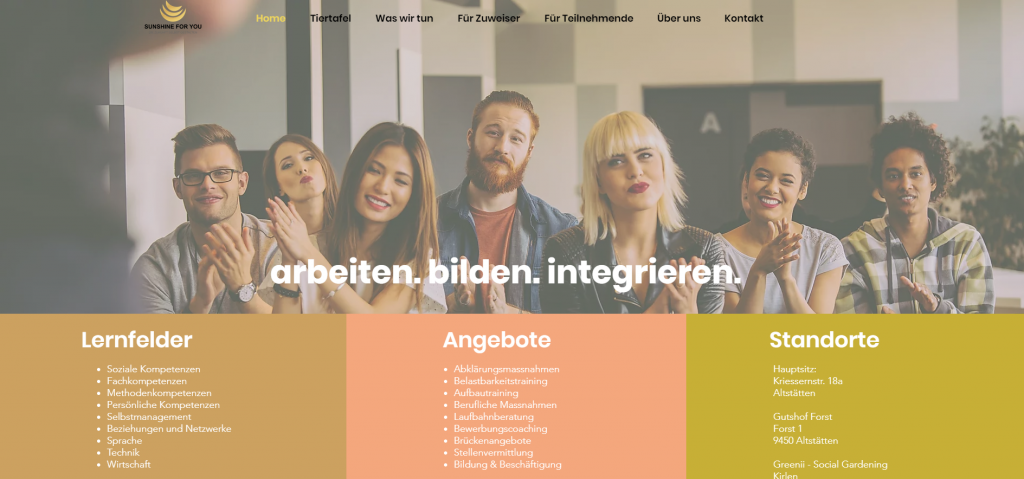 SUNSHINE FOR YOU
Home Tiertafel Was wir tun Für Zuweiser Für Teilnehmende Über uns Kontakt
A
arbeiten. bilden. integrieren.
Lernfelder
Soziale Kompetenzen
Fachkompetenzen
Methodenkompetenzen
Persönliche Kompetenzen
Selbstmanagement
Beziehungen und Netzwerke
Sprache
Technik
Wirtschaft
Angebote
Abklärungsmassnahmen
Belastbarkeitstraining
Aufbautraining
Berufliche Massnahmen
Laufbahnberatung
Bewerbungscoaching
Brückenangebote
Stellenvermittlung
Bildung & Beschäftigung
Standorte
Hauptsitz:
Kriessernstr. 18a
Altstätten
Gutshof Forst
Forst 1
9450 Altstätten
Greenii - Social Gardening
Kirlen